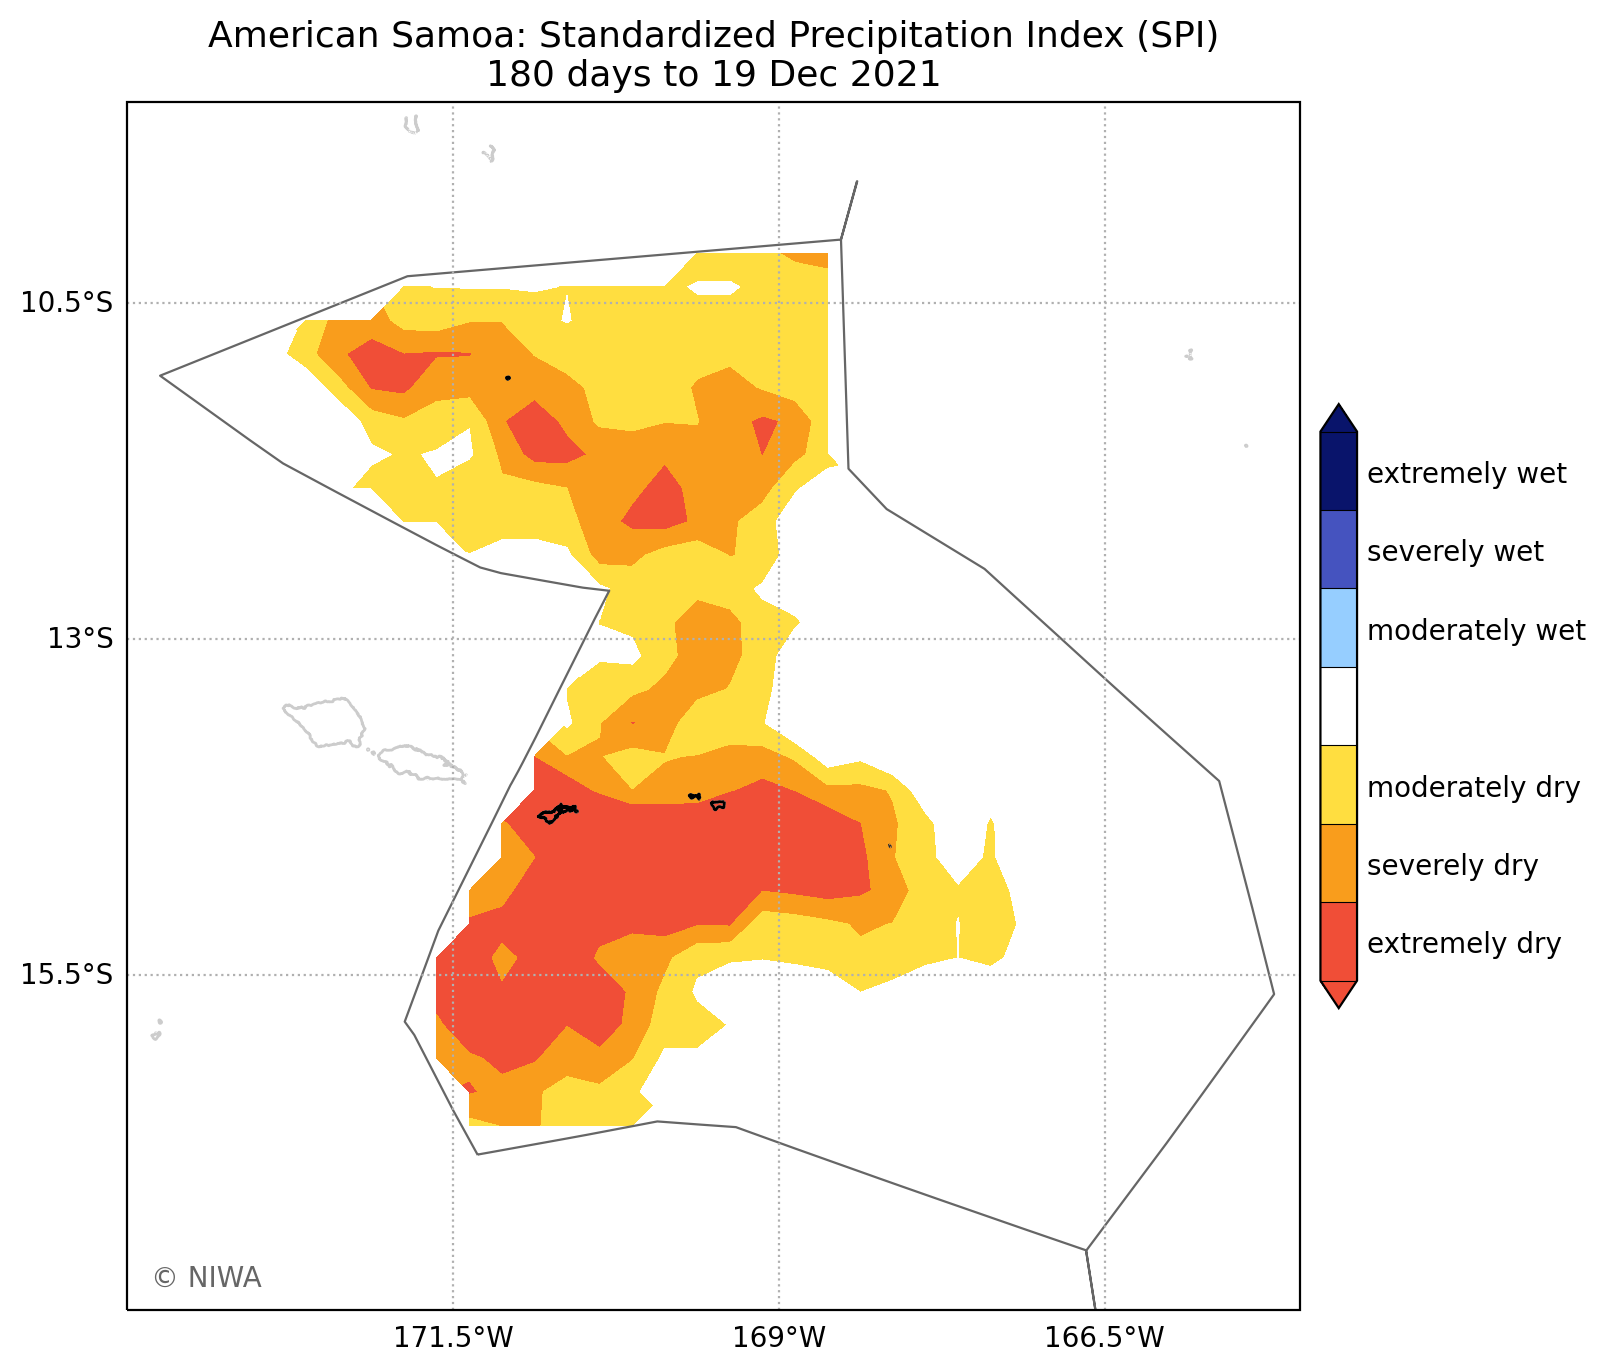 American Samoa: Standardized Precipitation Index (SPI)
180 days to 19 Dec 2021
10.5°S
13°S
15.5°S
171.5°W
169°W
166.5°W
extremely wet
severely wet
moderately wet
moderately dry
severely dry
extremely dry
© NIWA